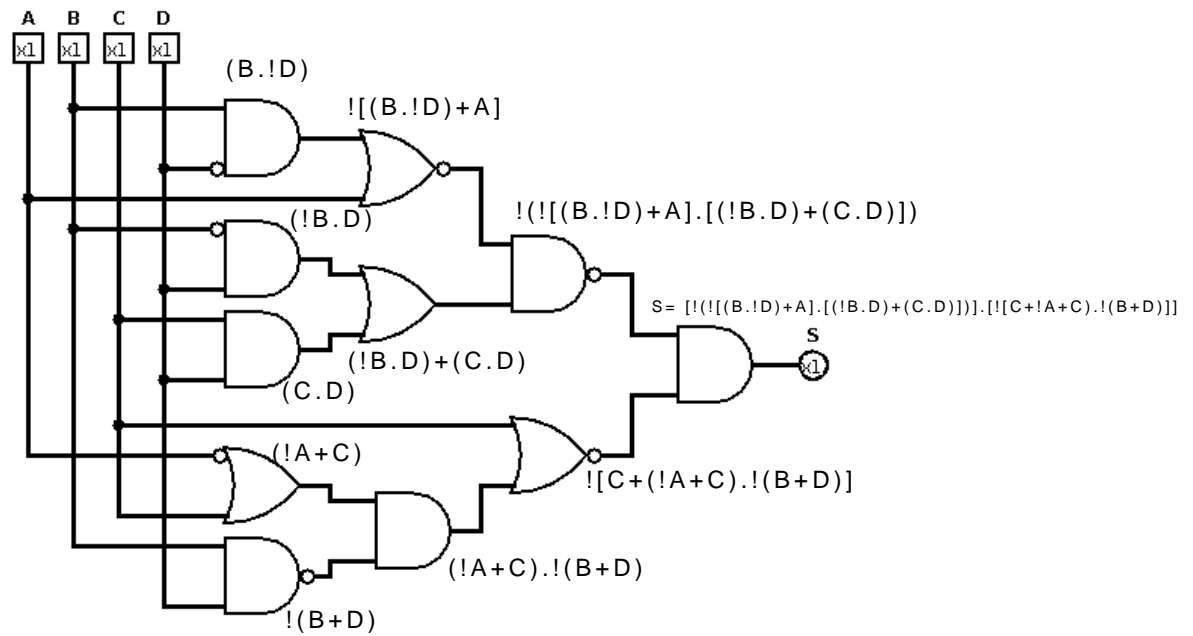 A B C D
x1 x1 x1 x1
(B.!D)
![(B.!D)+A]
(!B.D)
!(![(B.!D)+A].[(!B.D)+(C.D)])
S= [!(![(B.!D)+A].[(!B.D)+(C.D)])].[![C+!A+C).!(B+D)]]
S
x1
(!B.D)+(C.D)
(C.D)
(!A+C)
![C+(!A+C).!(B+D)]
(!A+C).!(B+D)
!(B+D)